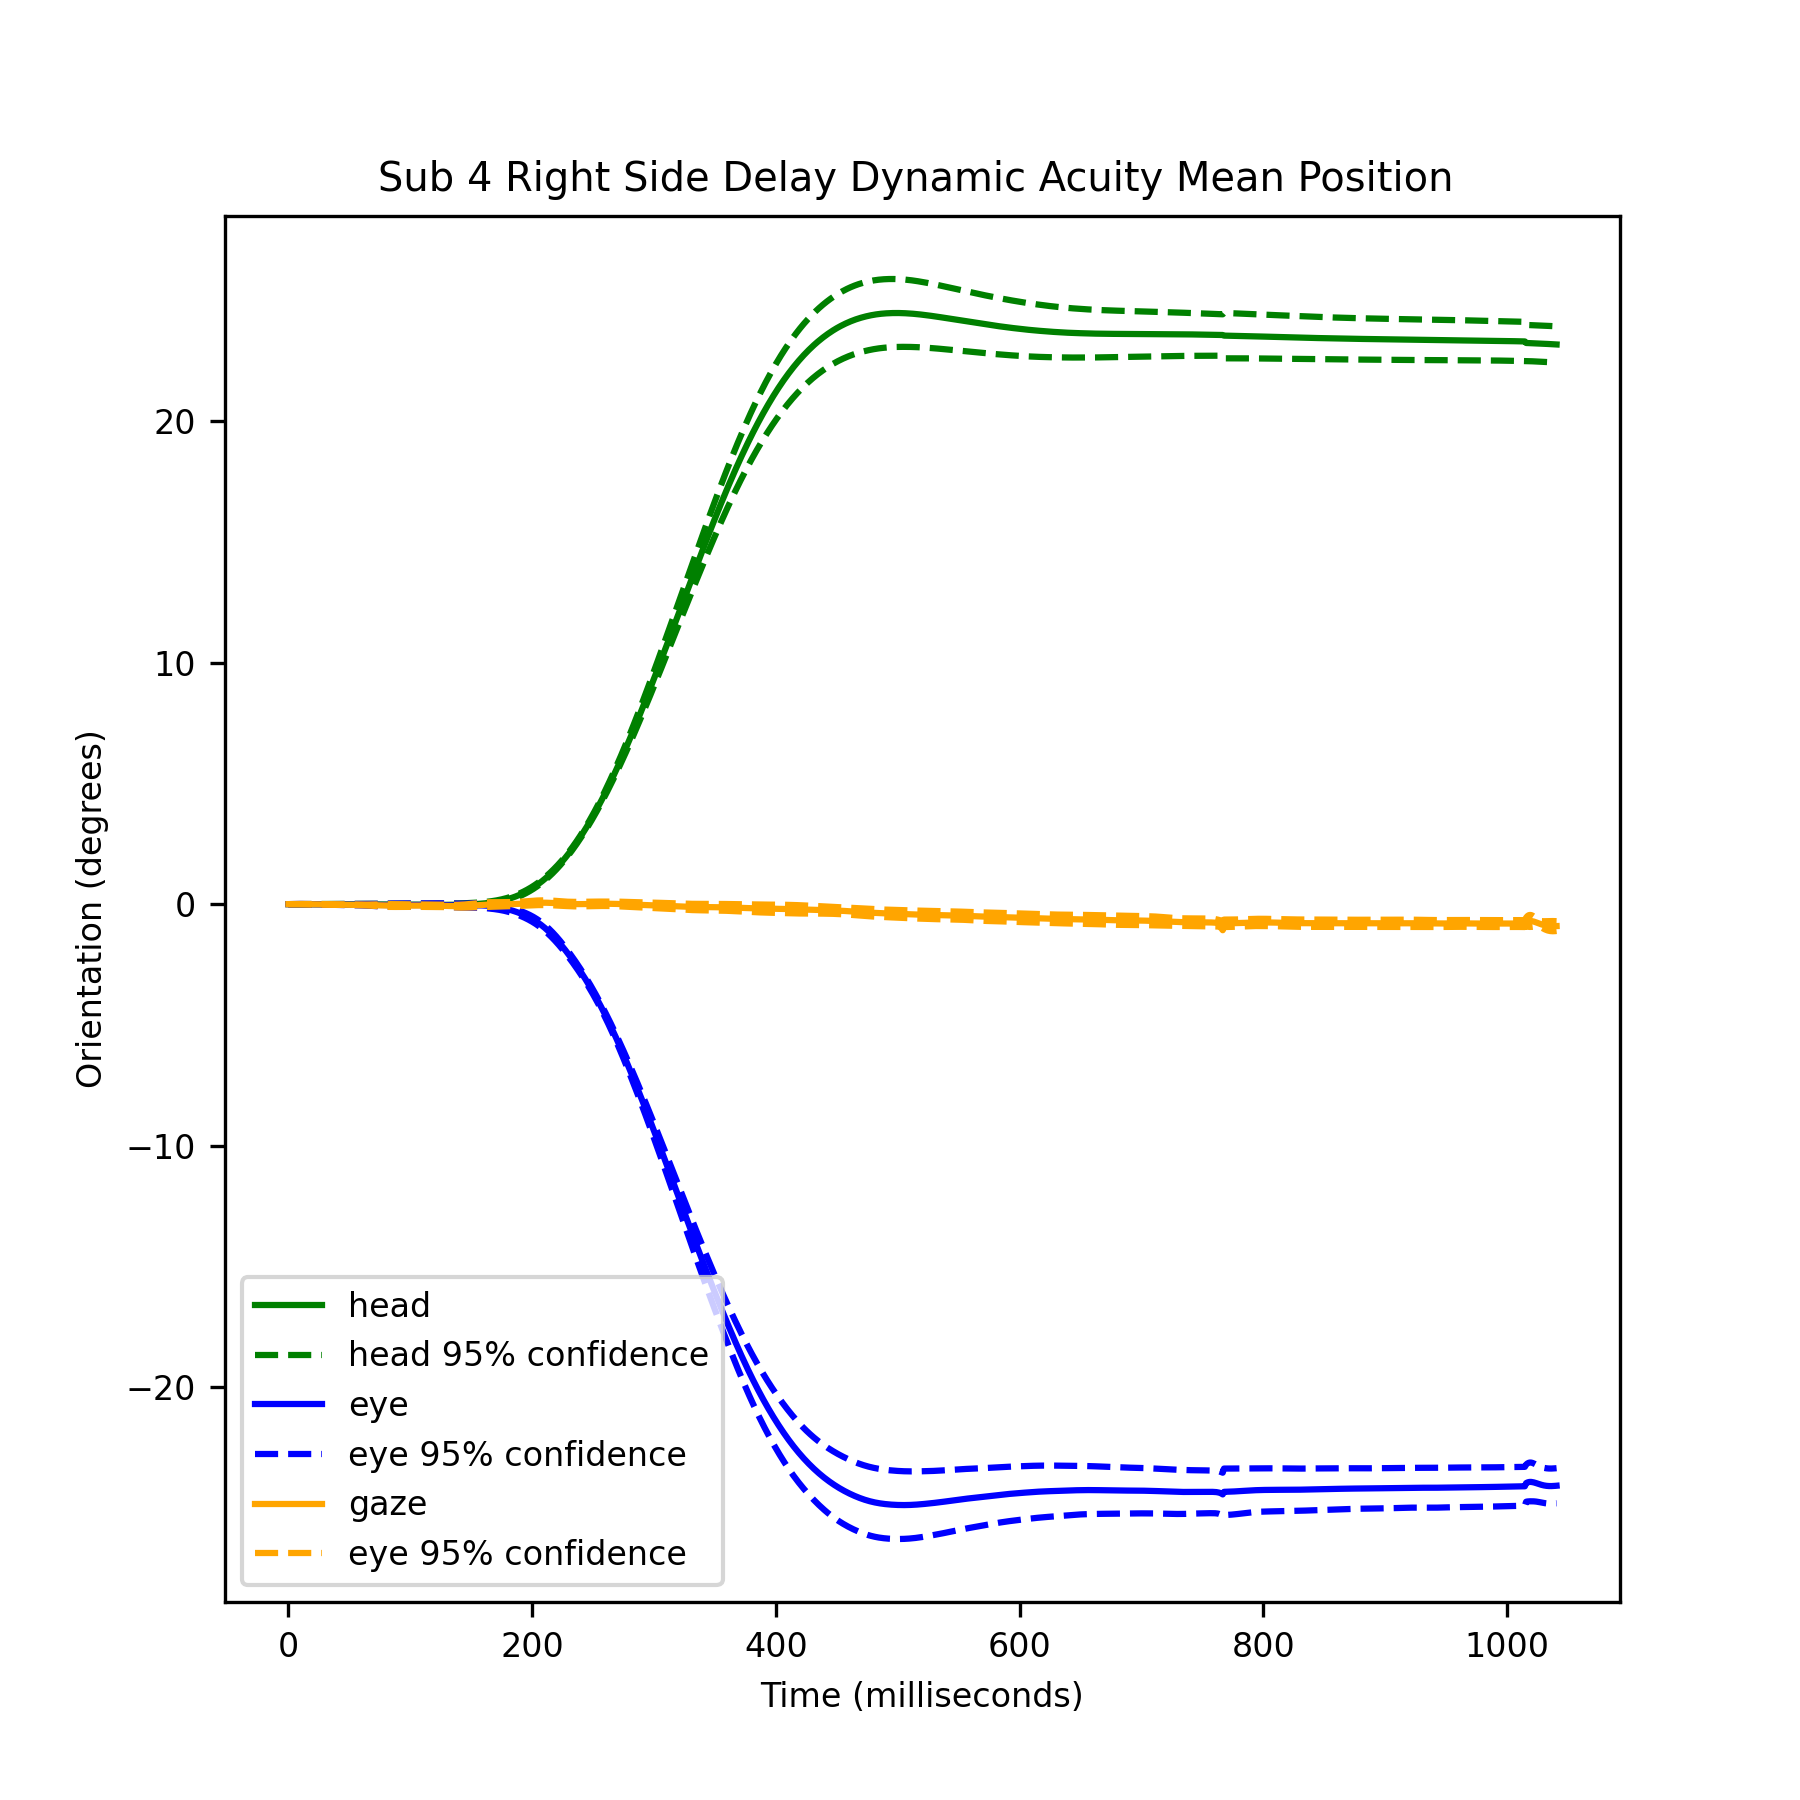 Sub 4 Right Side Delay Dynamic Acuity Mean Position
Orientation (degrees)
20
10
0
−10
−20
head
head 95% confidence
eye
eye 95% confidence
gaze
eye 95% confidence
0 200 400 600 800 1000
Time (milliseconds)